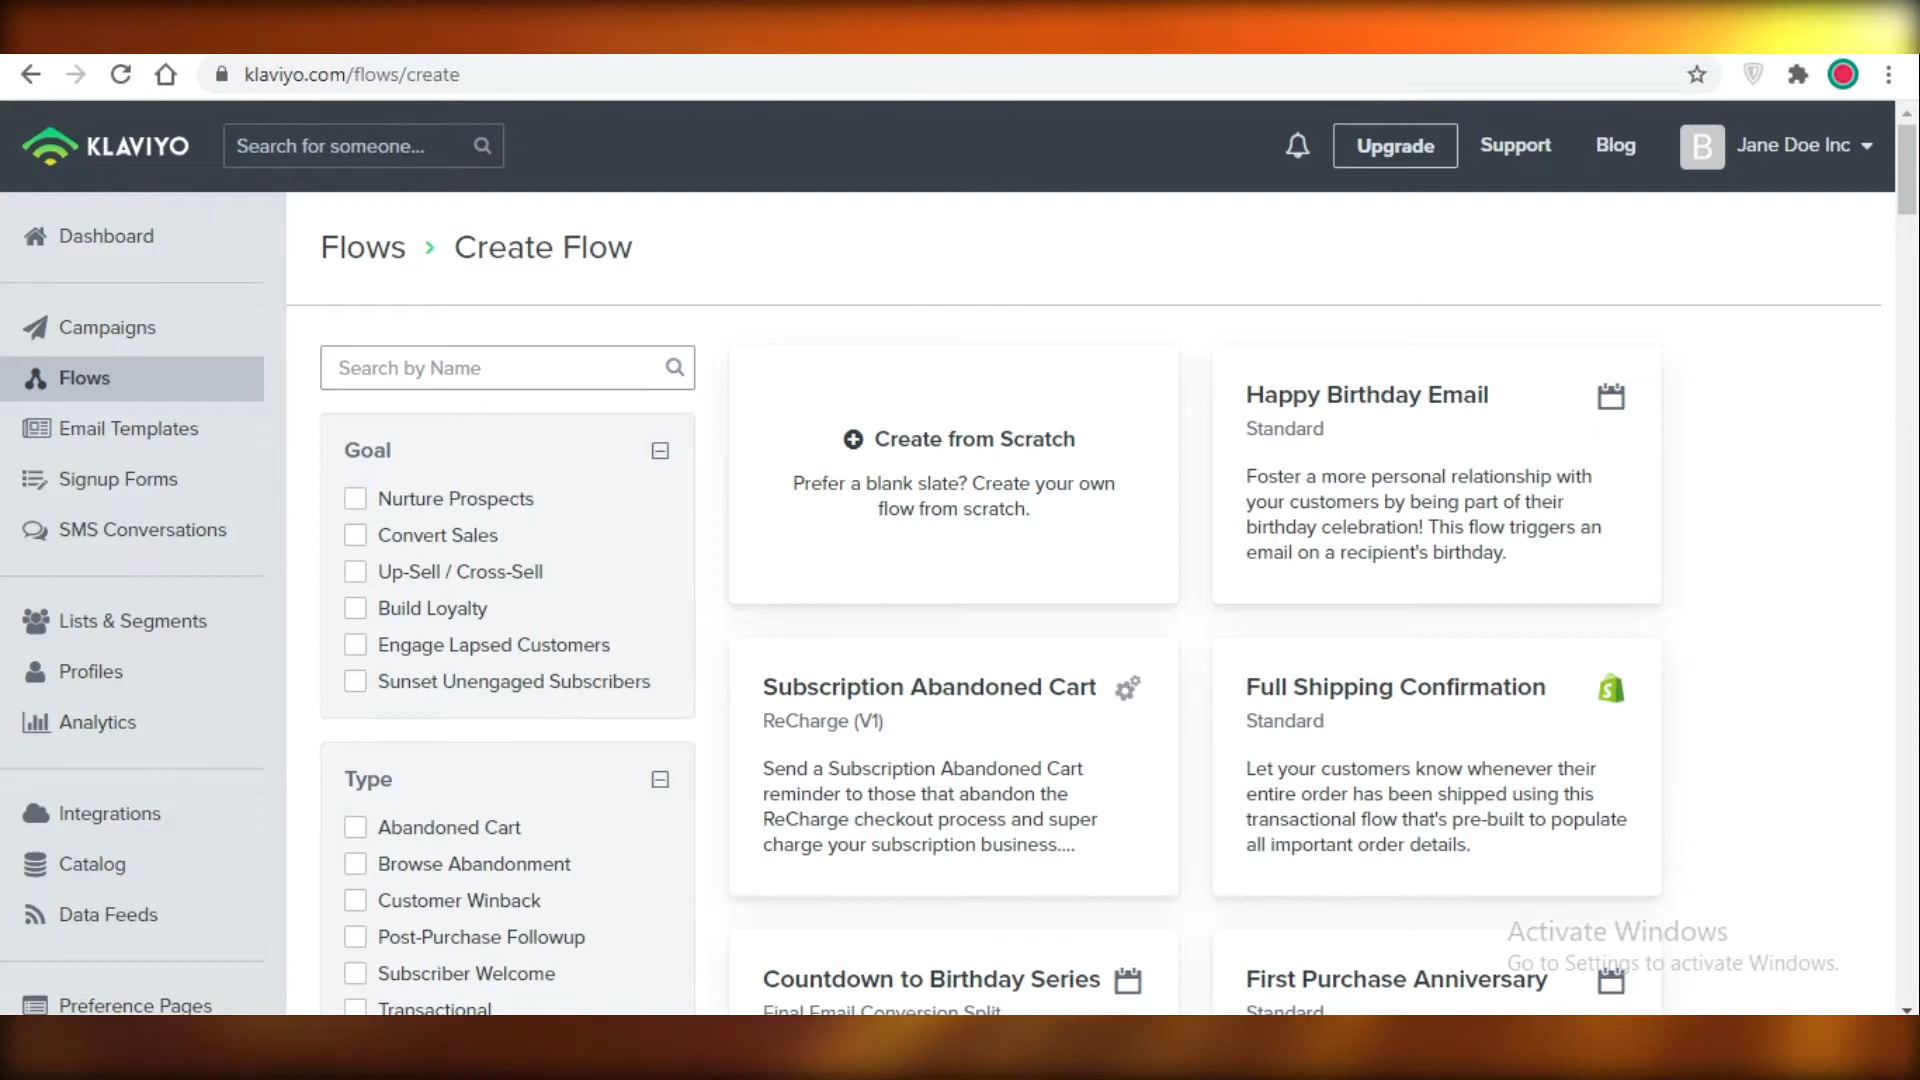 klaviyo.com/flows/create
KLAVIYO
Search for someone...
Upgrade
Support
Blog
B
Jane Doe Inc
Dashboard
Campaigns
Flows
Email Templates
Signup Forms
SMS Conversations
Lists & Segments
Profiles
Analytics
Integrations
Catalog
Data Feeds
Preference Pages
Flows › Create Flow
Search by Name
Goal
Nurture Prospects
Convert Sales
Up-Sell / Cross-Sell
Build Loyalty
Engage Lapsed Customers
Sunset Unengaged Subscribers
Type
Abandoned Cart
Browse Abandonment
Customer Winback
Post-Purchase Followup
Subscriber Welcome
Transactional
Create from Scratch
Prefer a blank slate? Create your own
flow from scratch.
Happy Birthday Email
Standard
Foster a more personal relationship with
your customers by being part of their
birthday celebration! This flow triggers an
email on a recipient's birthday.
Subscription Abandoned Cart
ReCharge (V1)
Send a Subscription Abandoned Cart
reminder to those that abandon the
ReCharge checkout process and super
charge your subscription business....
Full Shipping Confirmation
Standard
Let your customers know whenever their
entire order has been shipped using this
transactional flow that's pre-built to populate
all important order details.
Countdown to Birthday Series
Final Email Conversion Split
First Purchase Anniversary
Standard
Activate Windows
Go to Settings to activate Windows.